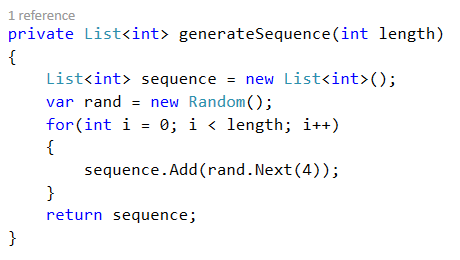 1 reference
private List<int> generateSequence(int length)
{
    List<int> sequence = new List<int>();
    var rand = new Random();
    for(int i = 0; i < length; i++)
    {
        sequence.Add(rand.Next(4));
    }
    return sequence;
}